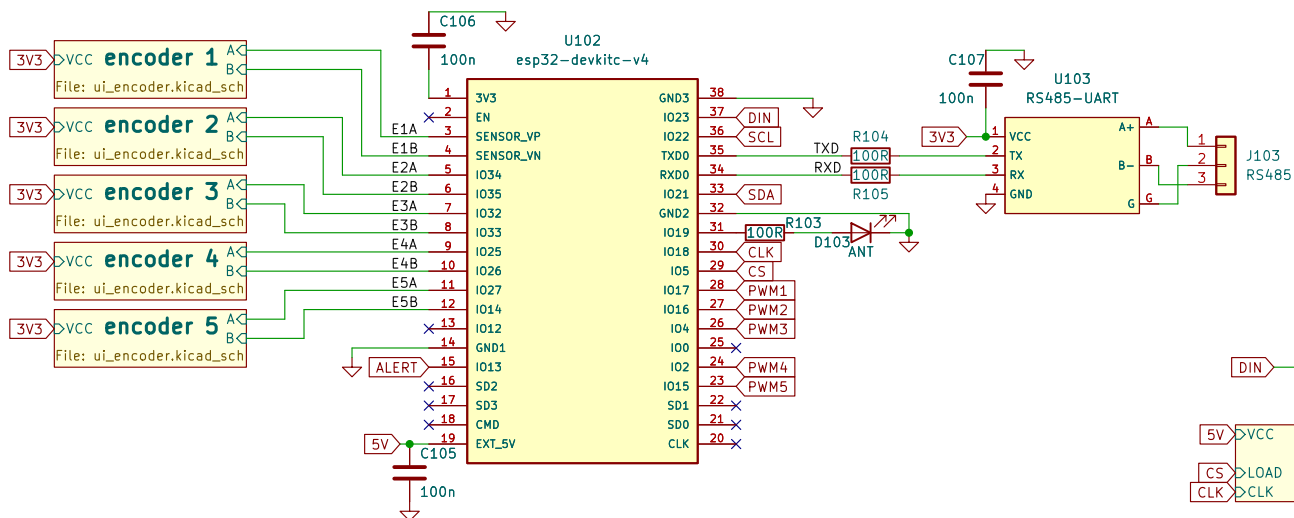 3V3
VCC
encoder 1
A
B
File: ui_encoder.kicad_sch
3V3
VCC
encoder 2
A
B
File: ui_encoder.kicad_sch
3V3
VCC
encoder 3
A
B
File: ui_encoder.kicad_sch
3V3
VCC
encoder 4
A
B
File: ui_encoder.kicad_sch
3V3
VCC
encoder 5
A
B
File: ui_encoder.kicad_sch
E1A
E1B
E2A
E2B
E3A
E3B
E4A
E4B
E5A
E5B
C106
100n
ALERT
5V
C105
100n
U102
esp32-devkitc-v4
1 3V3
2 EN
3 SENSOR_VP
4 SENSOR_VN
5 IO34
6 IO35
7 IO32
8 IO33
9 IO25
10 IO26
11 IO27
12 IO14
13 IO12
14 GND1
15 IO13
16 SD2
17 SD3
18 CMD
19 EXT_5V
GND3 38
IO23 37 DIN
IO22 36 SCL
TXD0 35 TXD
RXD0 34 RXD
IO21 33 SDA
GND2 32
IO19 31
IO18 30 CLK
IO5 29 CS
IO17 28 PWM1
IO16 27 PWM2
IO4 26 PWM3
IO0 25
IO2 24 PWM4
IO15 23 PWM5
SD1 22
SD0 21
CLK 20
R104
100R
100R
R105
R103
100R
D103
ANT
C107
100n
3V3
U103
RS485-UART
1 VCC
2 TX
3 RX
4 GND
A+ A
B- B
G G
1
2
3
J103
RS485
DIN
5V
VCC
CS
LOAD
CLK
CLK